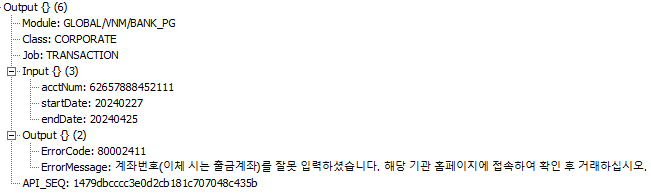 Output {} (6)
Module: GLOBAL/VNM/BANK_PG
Class: CORPORATE
Job: TRANSACTION
Input {} (3)
acctNum: 62657888452111
startDate: 20240227
endDate: 20240425
Output {} (2)
ErrorCode: 80002411
ErrorMessage: 계좌번호(이체 시는 출금계좌)를 잘못 입력하셨습니다. 해당 기관 홈페이지에 접속하여 확인 후 거래하십시오.
API_SEQ: 1479dbcccc3e0d2cb181c707048c435b